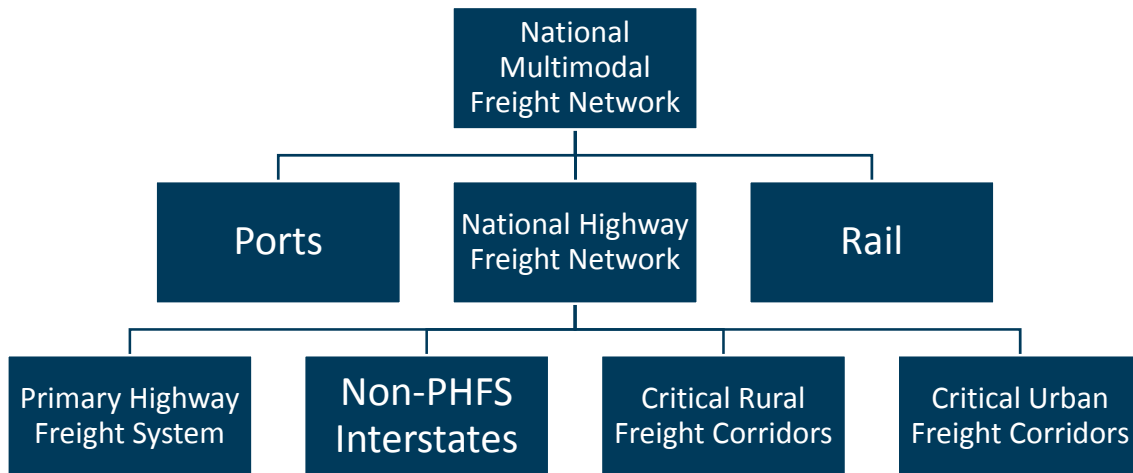 National
Multimodal
Freight Network
Ports
National Highway
Freight Network
Rail
Primary Highway
Freight System
Non-PHFS
Interstates
Critical Rural
Freight Corridors
Critical Urban
Freight Corridors